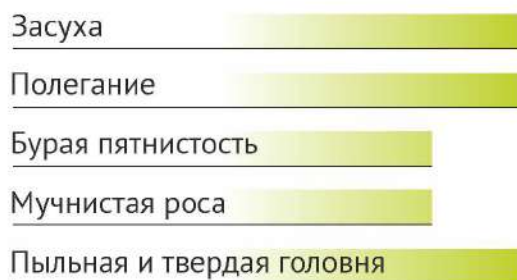 Засуха
Полегание
Бурая пятнистость
Мучнистая роса
Пыльная и твердая головня